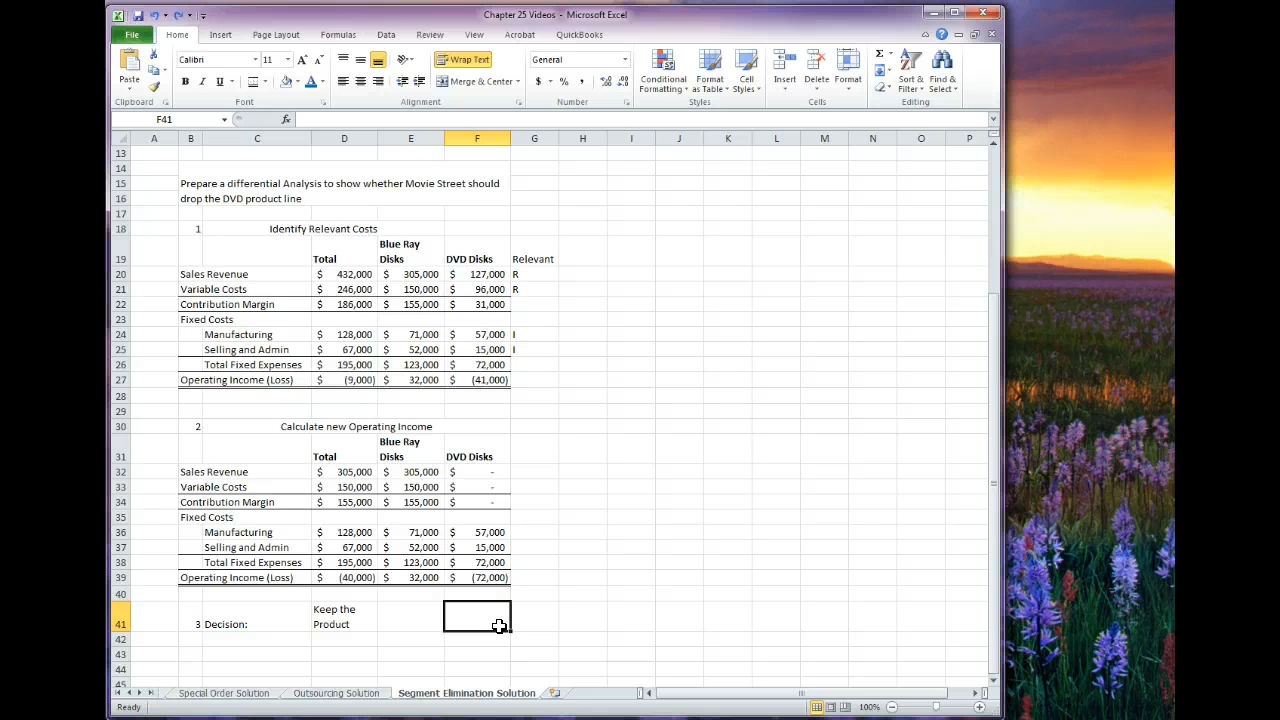 Chapter 25 Videos - Microsoft Excel
File Home Insert Page Layout Formulas Data Review View Acrobat QuickBooks
Calibri 11 Wrap Text General
Paste Merge & Center Conditional Formatting Format as Table Cell Styles Insert Delete Format Sort & Filter Find & Select
Clipboard Font Alignment Number Styles Cells Editing
F41 fx
A B C D E F G H I J K L M N O P
13
14
15 Prepare a differential Analysis to show whether Movie Street should
16 drop the DVD product line
17
18 1 Identify Relevant Costs
19 Total Blue Ray Disks DVD Disks Relevant
20 Sales Revenue $ 432,000 $ 305,000 $ 127,000 R
21 Variable Costs $ 246,000 $ 150,000 $ 96,000 R
22 Contribution Margin $ 186,000 $ 155,000 $ 31,000
23 Fixed Costs
24 Manufacturing $ 128,000 $ 71,000 $ 57,000 I
25 Selling and Admin $ 67,000 $ 52,000 $ 15,000 I
26 Total Fixed Expenses $ 195,000 $ 123,000 $ 72,000
27 Operating Income (Loss) $ (9,000) $ 32,000 $ (41,000)
28
29
30 2 Calculate new Operating Income
31 Total Blue Ray Disks DVD Disks
32 Sales Revenue $ 305,000 $ 305,000 $ -
33 Variable Costs $ 150,000 $ 150,000 $ -
34 Contribution Margin $ 155,000 $ 155,000 $ -
35 Fixed Costs
36 Manufacturing $ 128,000 $ 71,000 $ 57,000
37 Selling and Admin $ 67,000 $ 52,000 $ 15,000
38 Total Fixed Expenses $ 195,000 $ 123,000 $ 72,000
39 Operating Income (Loss) $ (40,000) $ 32,000 $ (72,000)
40
41 3 Decision: Keep the Product
42
43
44
45
Special Order Solution Outsourcing Solution Segment Elimination Solution
Ready 100%